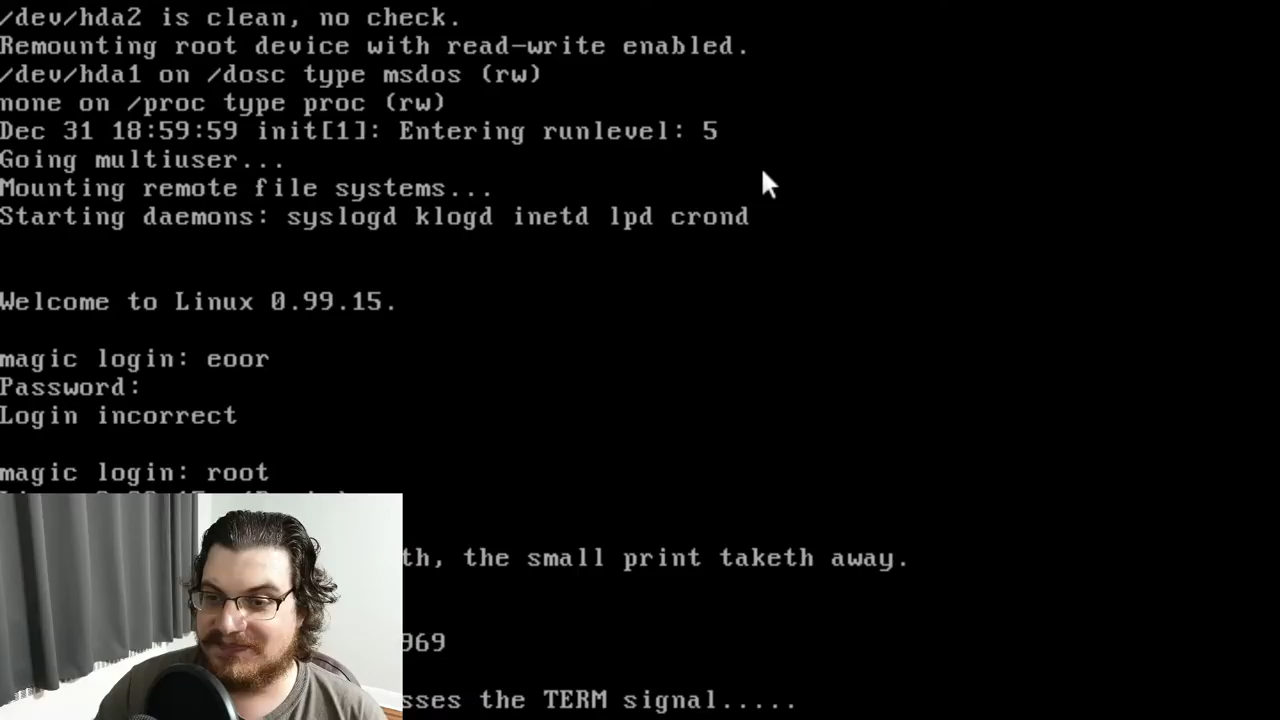 /dev/hda2 is clean, no check.
Remounting root device with read-write enabled.
/dev/hda1 on /dosc type msdos (rw)
none on /proc type proc (rw)
Dec 31 18:59:59 init[1]: Entering runlevel: 5
Going multiuser...
Mounting remote file systems...
Starting daemons: syslogd klogd inetd lpd crond
Welcome to Linux 0.99.15.
magic login: eoor
Password:
Login incorrect
magic login: root
th, the small print taketh away.
069
sses the TERM signal.....